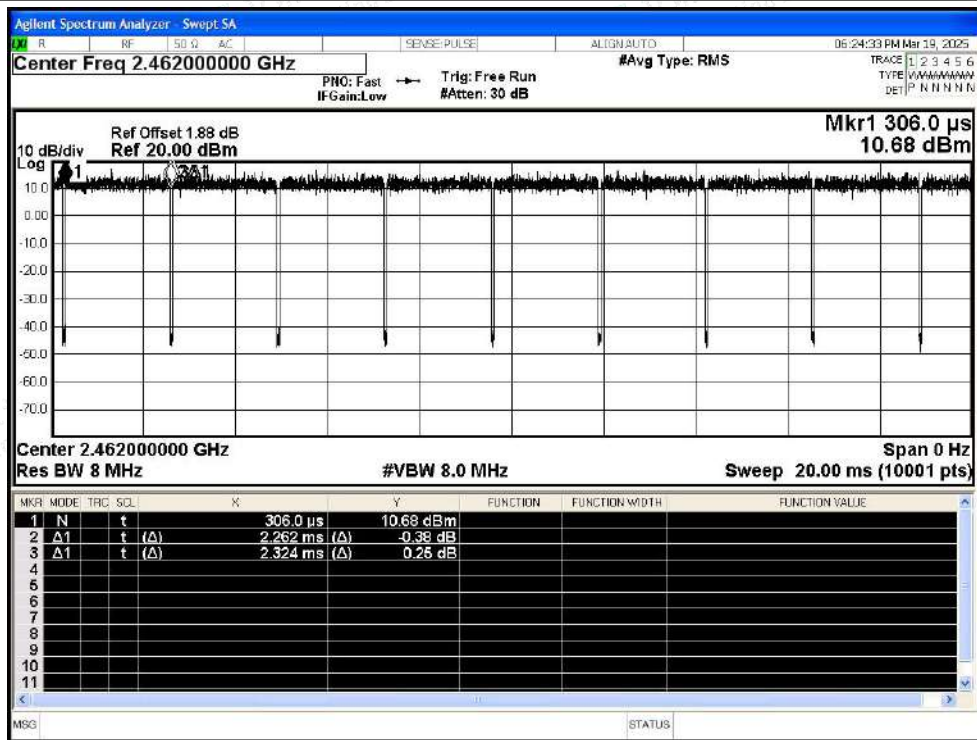 Agilent Spectrum Analyzer - Swept SA
LXI R RF 50 Ω AC SENSE:PULSE ALIGNAUTO 06:24:33 PM Mar 19, 2025
Center Freq 2.462000000 GHz #Avg Type: RMS TRACE 1 2 3 4 5 6
PNO: Fast Trig: Free Run TYPE WWWWWWW
IFGain:Low #Atten: 30 dB DET P N N N N N
Mkr1 306.0 µs
Ref Offset 1.88 dB
10 dB/div Ref 20.00 dBm 10.68 dBm
Log
1 3Δ1
10.0
0.00
-10.0
-20.0
-30.0
-40.0
-50.0
-60.0
-70.0
Center 2.462000000 GHz Span 0 Hz
Res BW 8 MHz #VBW 8.0 MHz Sweep 20.00 ms (10001 pts)
MKR MODE TRC SCL X Y FUNCTION FUNCTION WIDTH FUNCTION VALUE
1 N t 306.0 µs 10.68 dBm
2 Δ1 t (Δ) 2.262 ms (Δ) -0.38 dB
3 Δ1 t (Δ) 2.324 ms (Δ) 0.25 dB
4
5
6
7
8
9
10
11
MSG STATUS